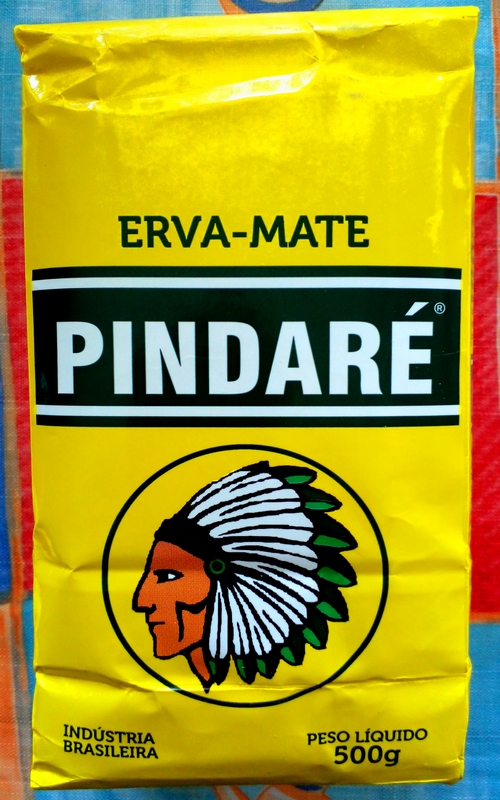 ERVA-MATE
PINDARÉ®
INDÚSTRIA
BRASILEIRA
PESO LÍQUIDO
500g